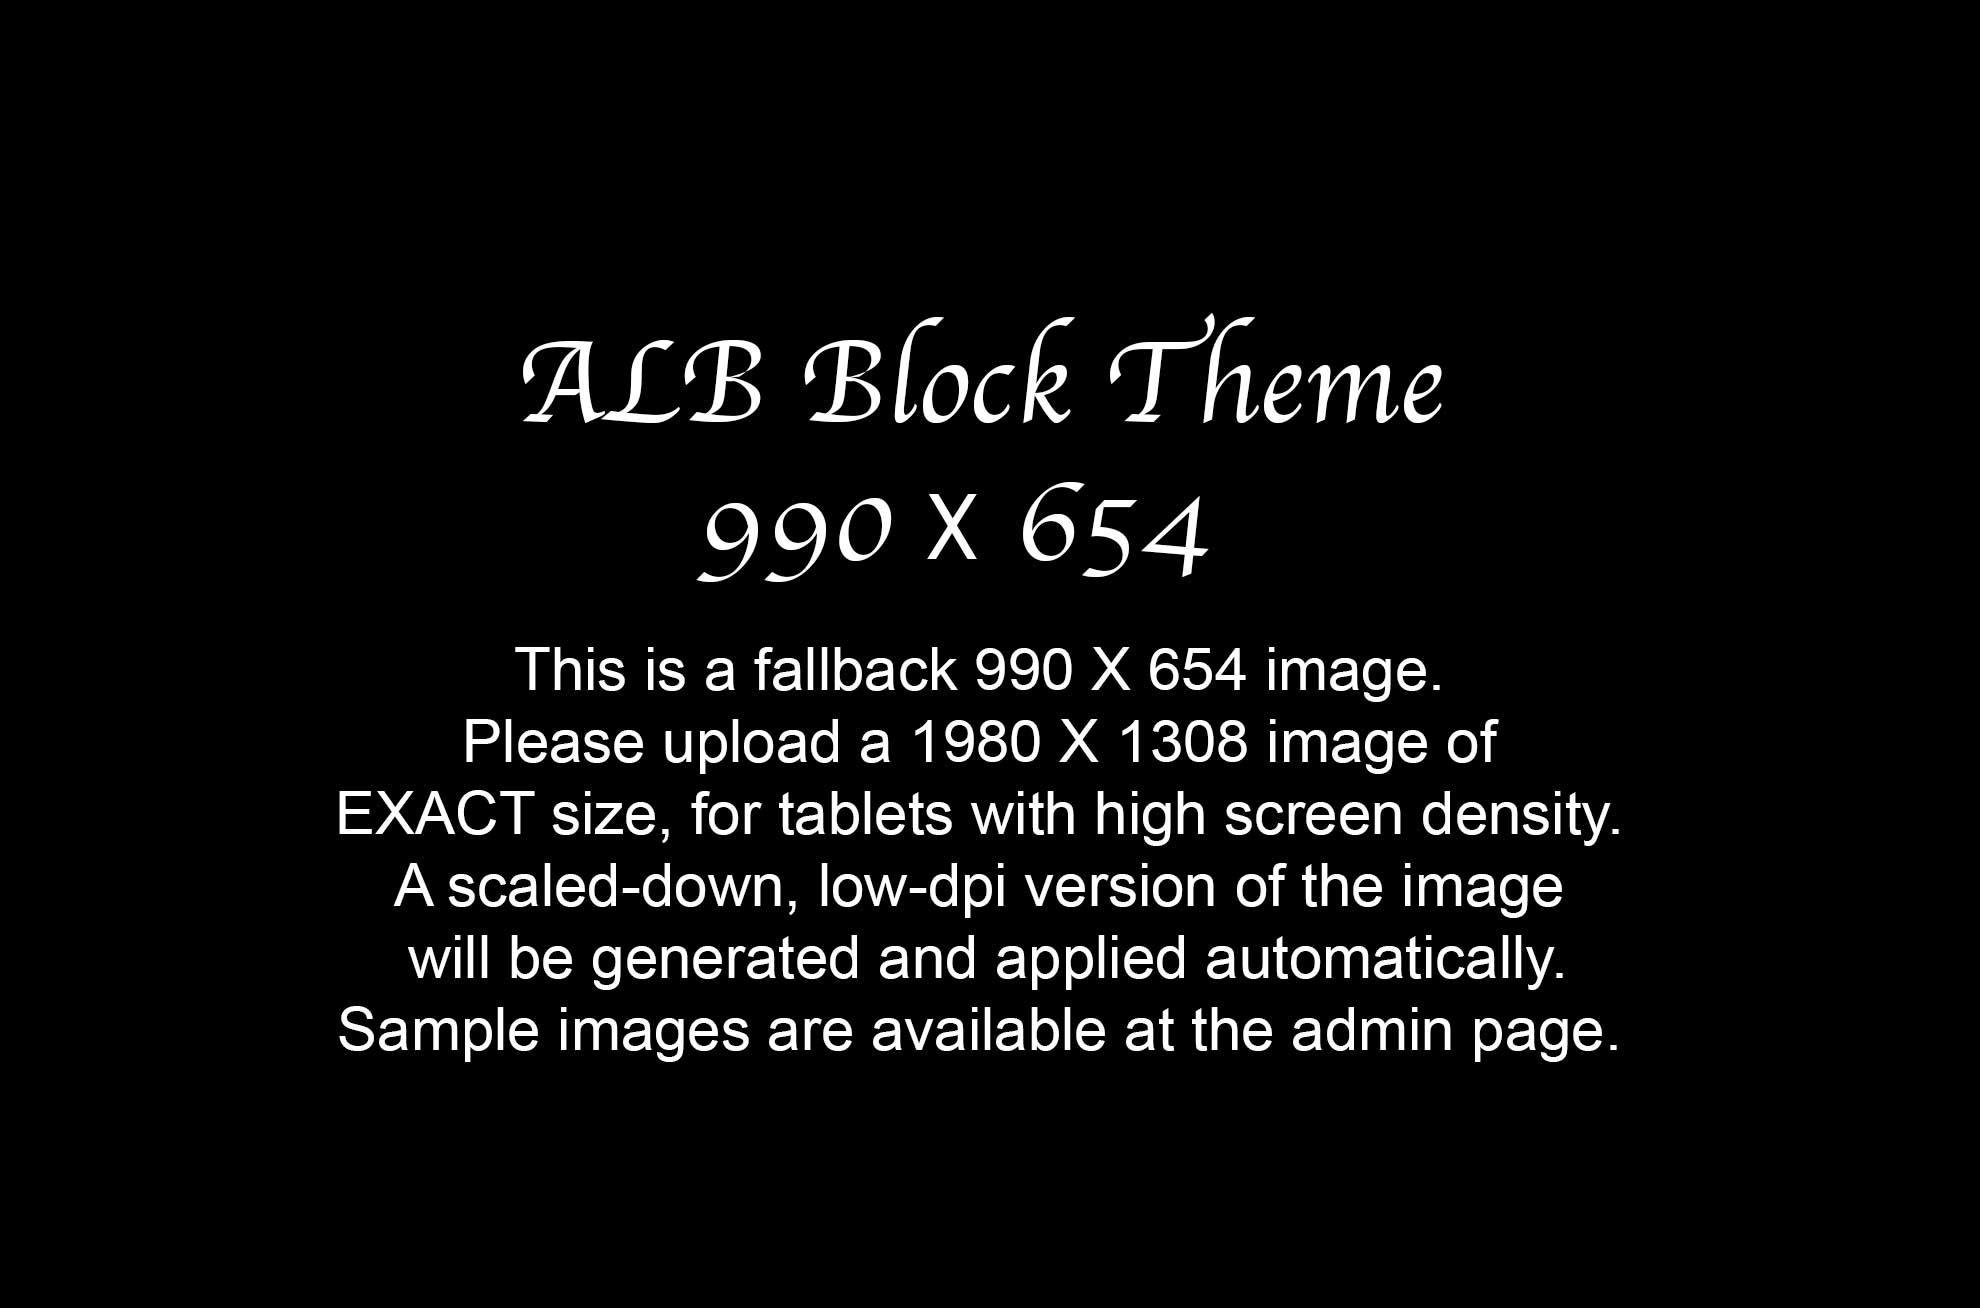 ALB Block Theme
990 X 654
This is a fallback 990 X 654 image.
Please upload a 1980 X 1308 image of
EXACT size, for tablets with high screen density.
A scaled-down, low-dpi version of the image
will be generated and applied automatically.
Sample images are available at the admin page.